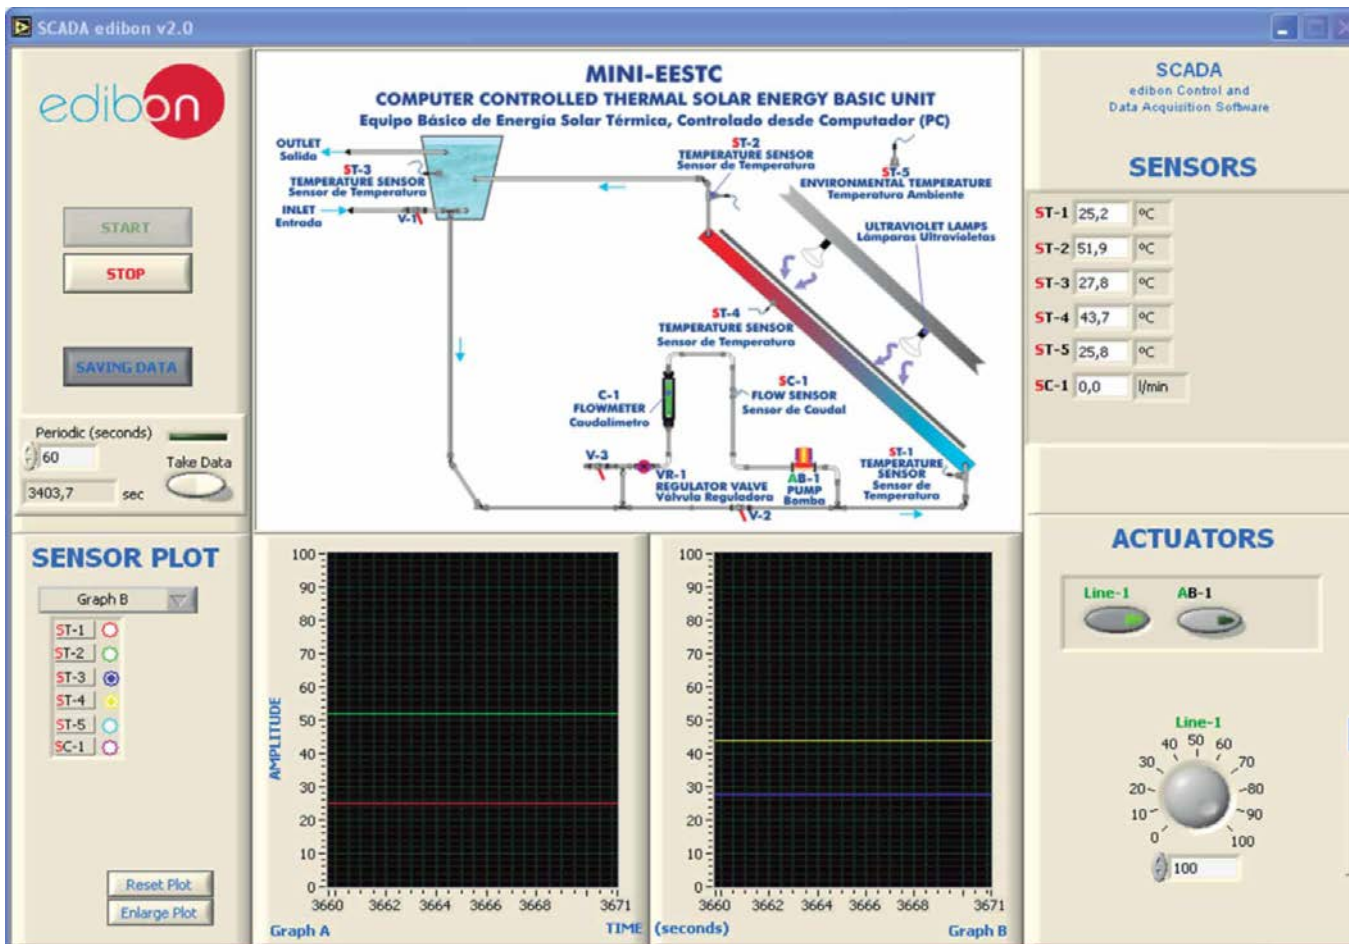 SCADA edibon v2.0
edibon
START
STOP
SAVING DATA
Periodic (seconds)
60
Take Data
3403,7 sec
SENSOR PLOT
Graph B
ST-1
ST-2
ST-3
ST-4
ST-5
SC-1
Reset Plot
Enlarge Plot
MINI-EESTC
COMPUTER CONTROLLED THERMAL SOLAR ENERGY BASIC UNIT
Equipo Básico de Energía Solar Térmica, Controlado desde Computador (PC)
OUTLET
Salida
ST-3
TEMPERATURE SENSOR
Sensor de Temperatura
INLET
Entrada
V-1
ST-2
TEMPERATURE SENSOR
Sensor de Temperatura
ST-5
ENVIRONMENTAL TEMPERATURE
Temperatura Ambiente
ULTRAVIOLET LAMPS
Lámparas Ultravioletas
ST-4
TEMPERATURE SENSOR
Sensor de Temperatura
C-1
FLOWMETER
Caudalímetro
SC-1
FLOW SENSOR
Sensor de Caudal
V-3
VR-1
REGULATOR VALVE
Válvula Reguladora
AB-1
PUMP
Bomba
ST-1
TEMPERATURE
SENSOR
Sensor de
Temperatura
V-2
100
90
80
70
60
50
40
30
20
10
0
AMPLITUDE
3660 3662 3664 3666 3668 3671
Graph A
TIME (seconds)
100
90
80
70
60
50
40
30
20
10
0
3660 3662 3664 3666 3668 3671
Graph B
SCADA
edibon Control and
Data Acquisition Software
SENSORS
ST-1 25,2 ºC
ST-2 51,9 ºC
ST-3 27,8 ºC
ST-4 43,7 ºC
ST-5 25,8 ºC
SC-1 0,0 l/min
ACTUATORS
Line-1 AB-1
Line-1
0 10 20 30 40 50 60 70 80 90 100
100